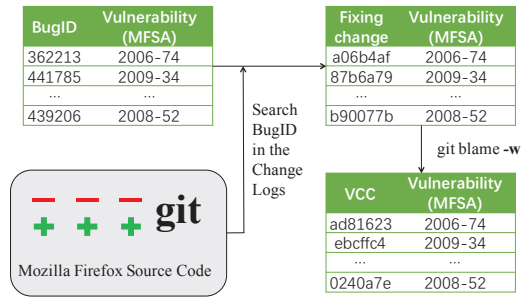 BugID Vulnerability (MFSA)
362213 2006-74
441785 2009-34
... ...
439206 2008-52
Fixing change Vulnerability (MFSA)
a06b4af 2006-74
87b6a79 2009-34
... ...
b90077b 2008-52
Search
BugID
in the
Change
Logs
git blame -w
git
Mozilla Firefox Source Code
VCC Vulnerability (MFSA)
ad81623 2006-74
ebcffc4 2009-34
... ...
0240a7e 2008-52